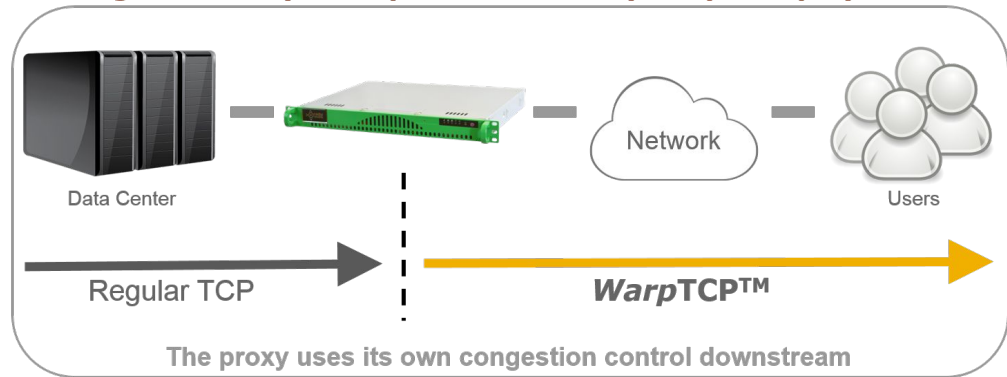 Network
Data Center
Users
Regular TCP
WarpTCP™
The proxy uses its own congestion control downstream